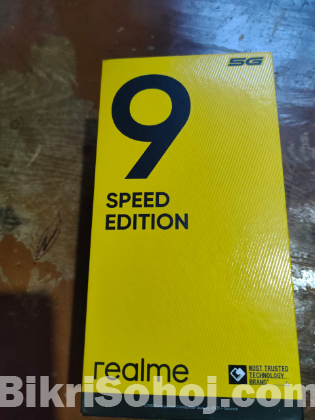 5G
9
SPEED
EDITION
realme
MOST TRUSTED
TECHNOLOGY
BRAND
BikriSohoj.com